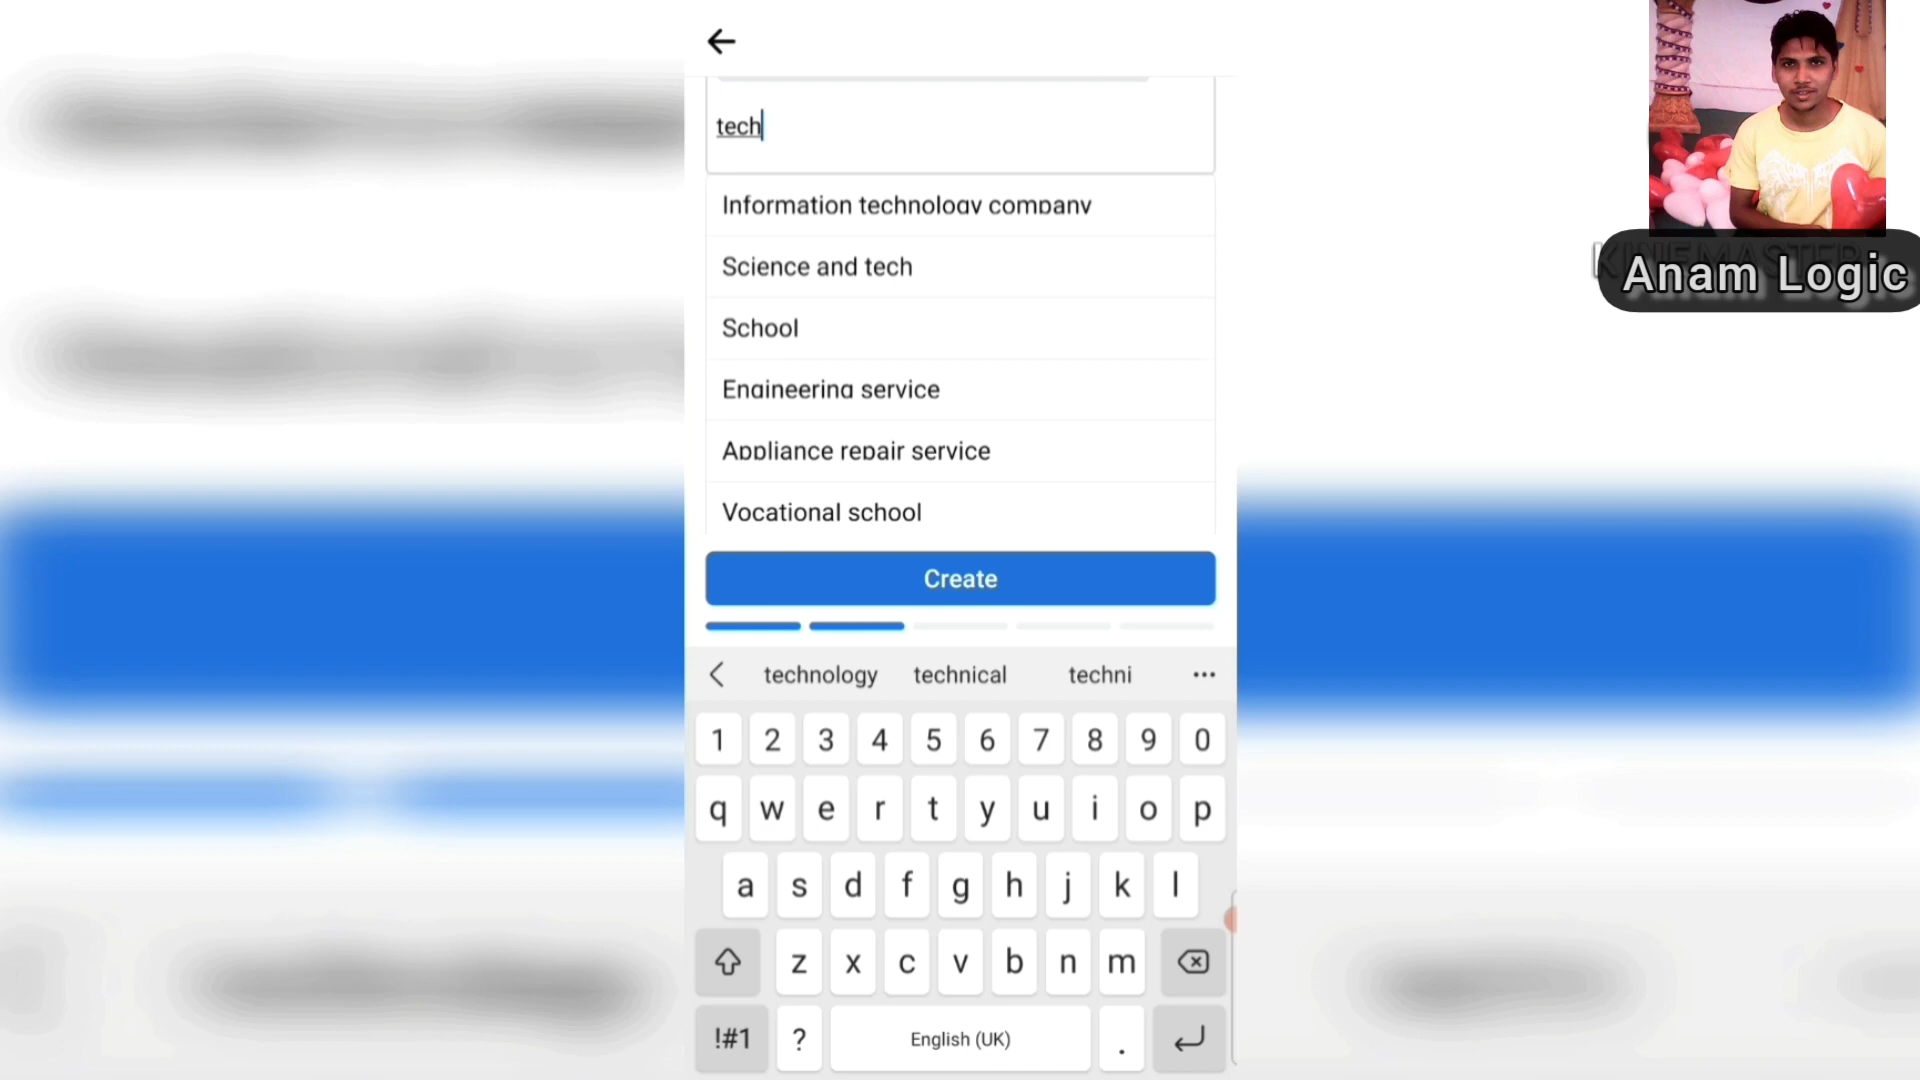 tech
Information technology company
Science and tech
School
Engineering service
Appliance repair service
Vocational school
Create
technology technical techni ...
1 2 3 4 5 6 7 8 9 0
q w e r t y u i o p
a s d f g h j k l
z x c v b n m
!#1 ? English (UK) .
KINEMASTER
Anam Logic